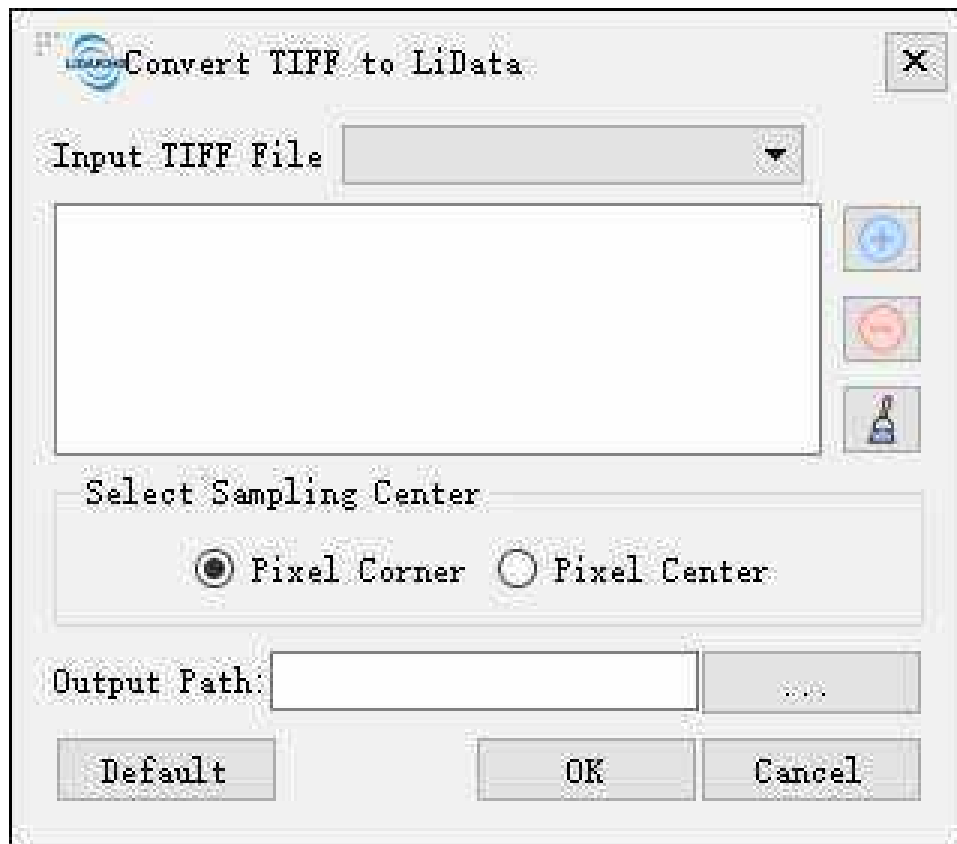 Convert TIFF to LiData
Input TIFF File
Select Sampling Center
Pixel Corner Pixel Center
Output Path: ...
Default OK Cancel